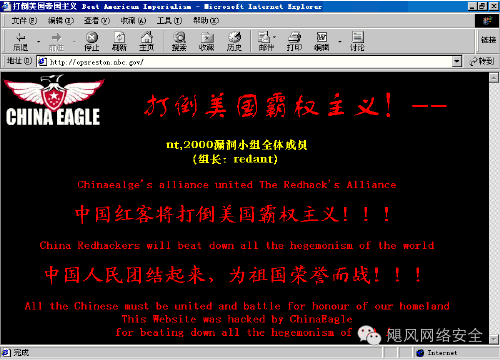 打倒美国帝国主义 Beat American Imperialism - Microsoft Internet Explorer
文件(F) 编辑(E) 查看(V) 收藏(A) 工具(T) 帮助(H)
后退 前进 停止 刷新 主页 搜索 收藏 历史 邮件 打印 编辑 讨论 链接
地址(D) http://opsreston.nbc.gov/ 转到
CHINA EAGLE
打倒美国霸权主义! --
nt,2000漏洞小组全体成员
(组长: redant)
Chinaealge's alliance united The Redhack's Alliance
中国红客将打倒美国霸权主义!!!
China Redhackers will beat down all the hegemonism of the world
中国人民团结起来, 为祖国荣誉而战!!!
All the Chinese must be united and battle for honour of our homeland
This Website was hacked by ChinaEagle
for beating down all the hegemonism of
飓风网络安全
完成 Internet